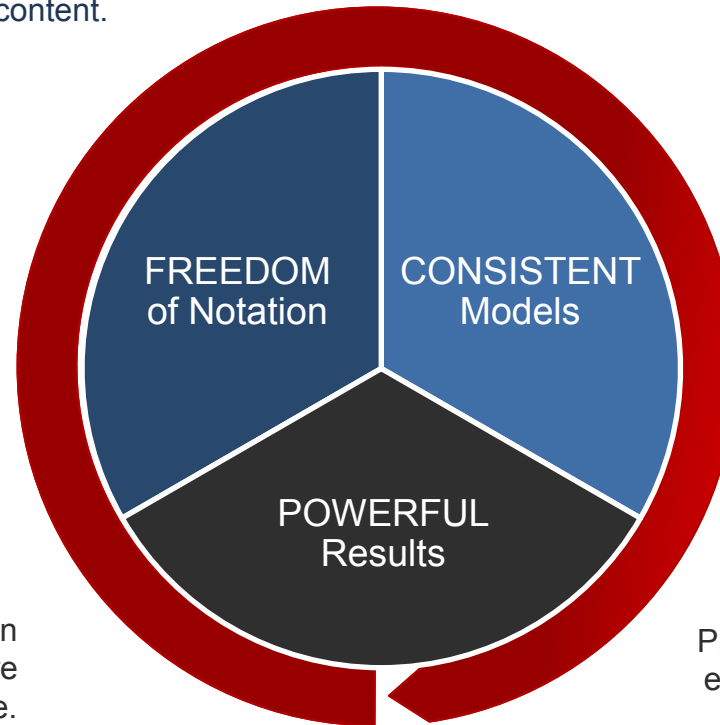 content.
FREEDOM
of Notation
CONSISTENT
Models
POWERFUL
Results
e.